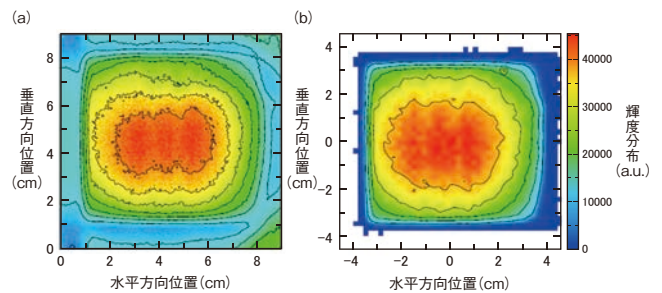 (a)
垂直方向位置(cm)
8
6
4
2
0
0 2 4 6 8
水平方向位置(cm)
(b)
垂直方向位置(cm)
4
2
0
-2
-4
-4 -2 0 2 4
水平方向位置(cm)
40000
30000
20000
10000
0
輝度分布(a.u.)